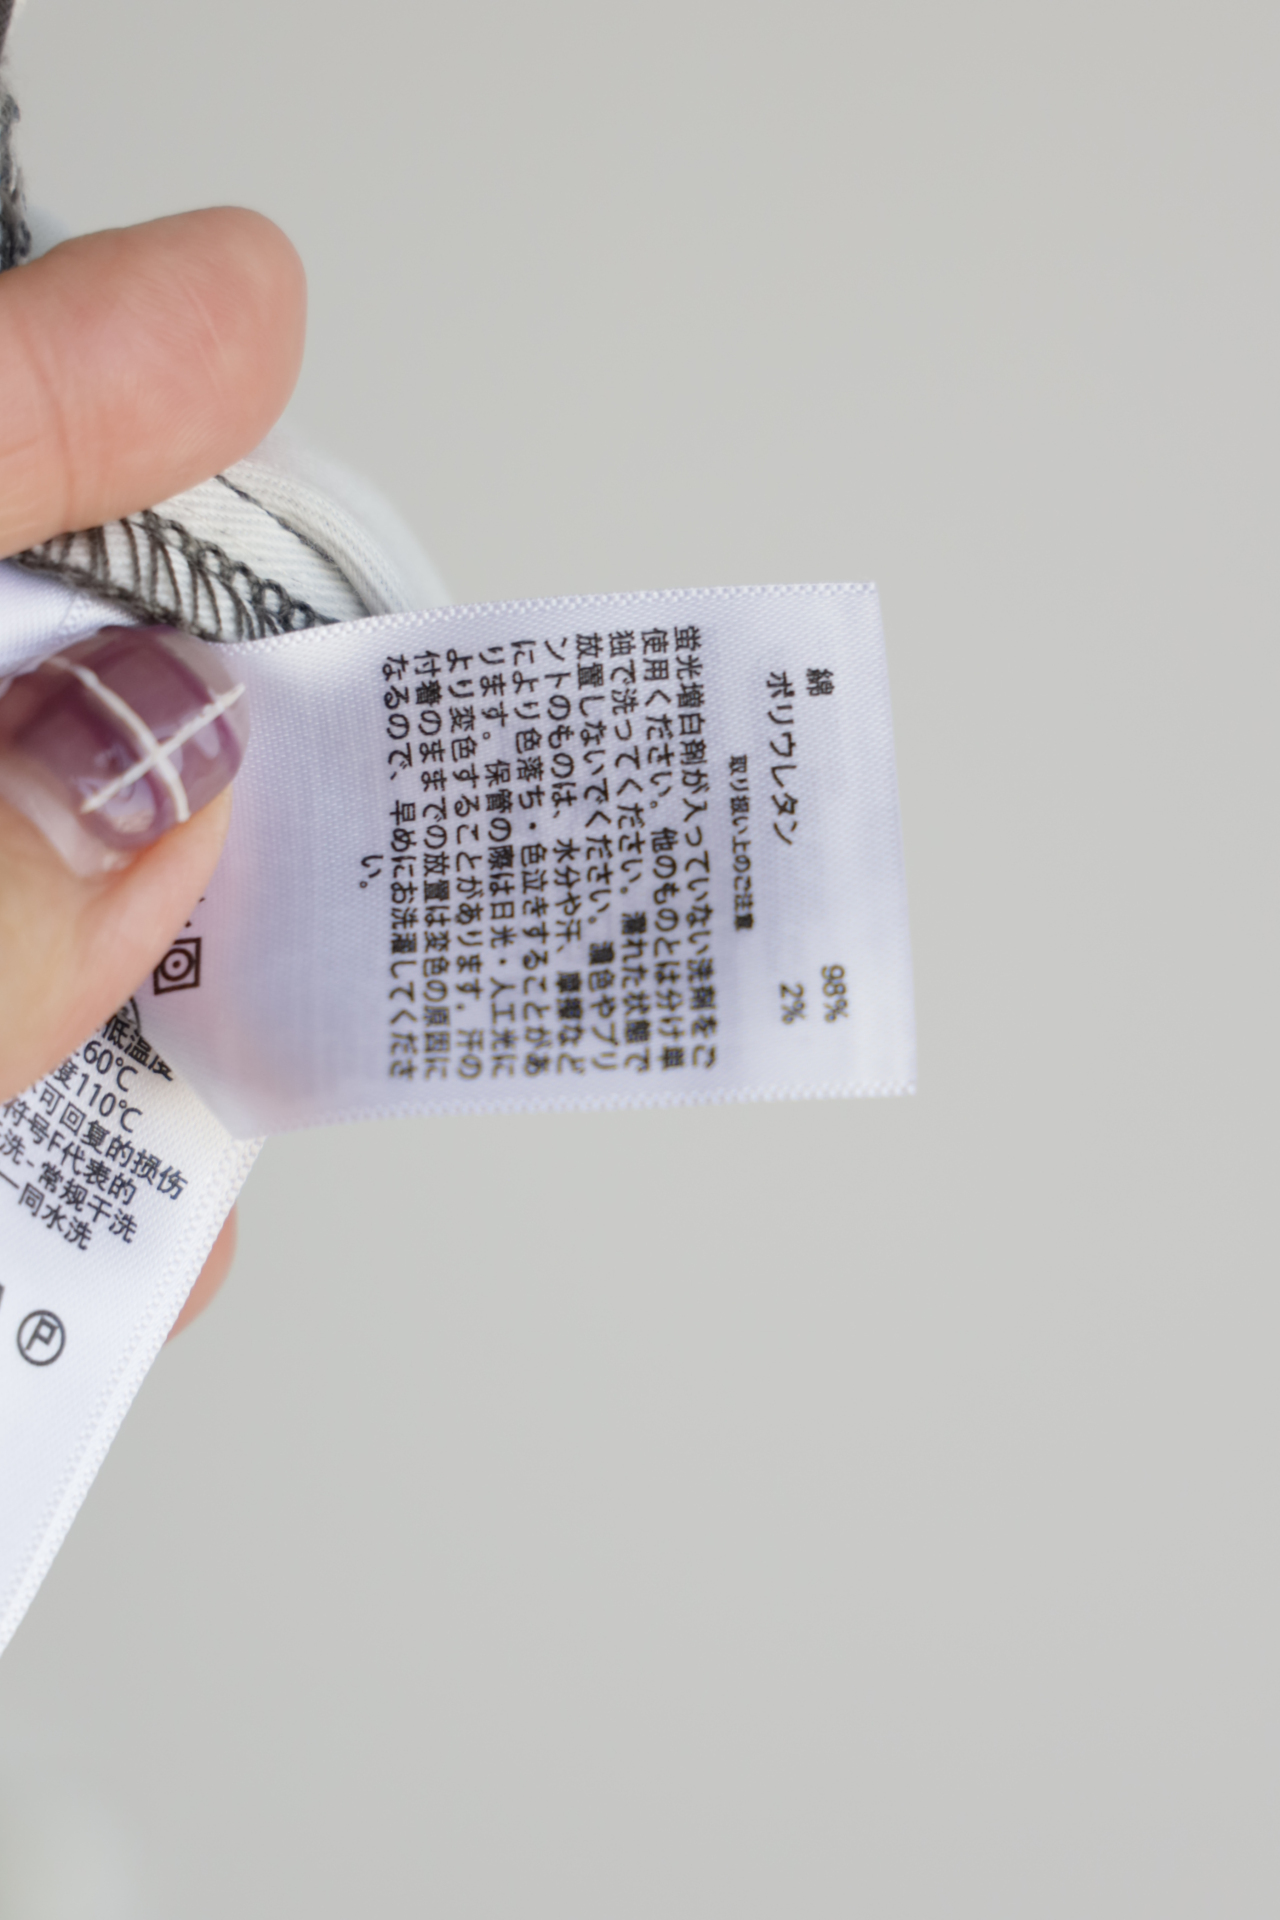 綿 98%
ポリウレタン 2%
取り扱い上のご注意
蛍光増白剤が入っていない洗剤をご
使用ください。他のものとは分け単
独で洗ってください。濡れた状態で
放置しないでください。濃色やプリ
ントのものは、水分や汗、摩擦など
により色落ち・色泣きすることがあ
ります。保管の際は日光・人工光に
より変色することがあります。汗の
付着のままでの放置は変色の原因に
なるので、早めにお洗濯してくださ
い。
低温度
60℃
度110℃
可回复的损伤
符号F代表的
洗-常规干洗
一同水洗
P